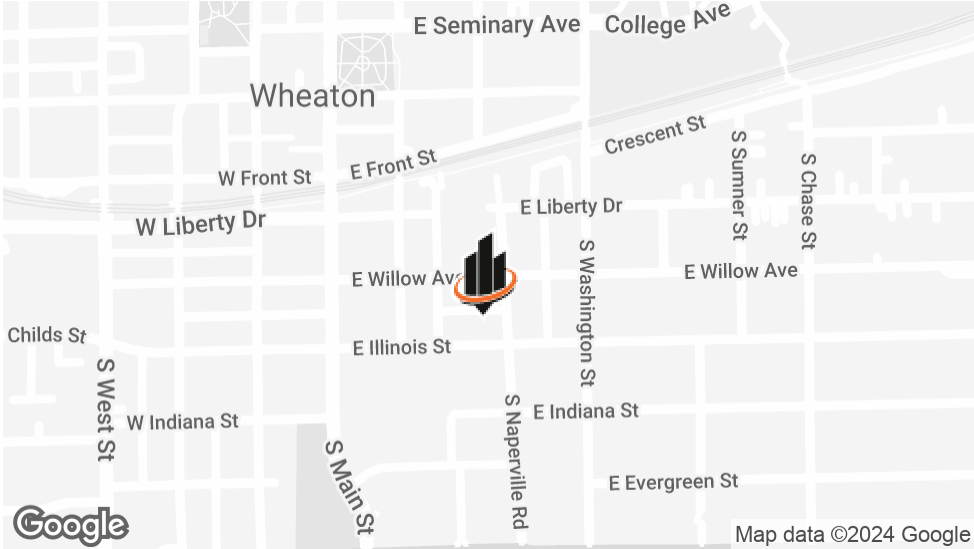 E Seminary Ave
College Ave
Wheaton
Crescent St
E Front St
W Front St
S Sumner St
S Chase St
E Liberty Dr
W Liberty Dr
S Washington St
E Willow Ave
E Willow Ave
Childs St
E Illinois St
S West St
W Indiana St
E Indiana St
S Naperville Rd
S Main St
E Evergreen St
Google
Map data ©2024 Google